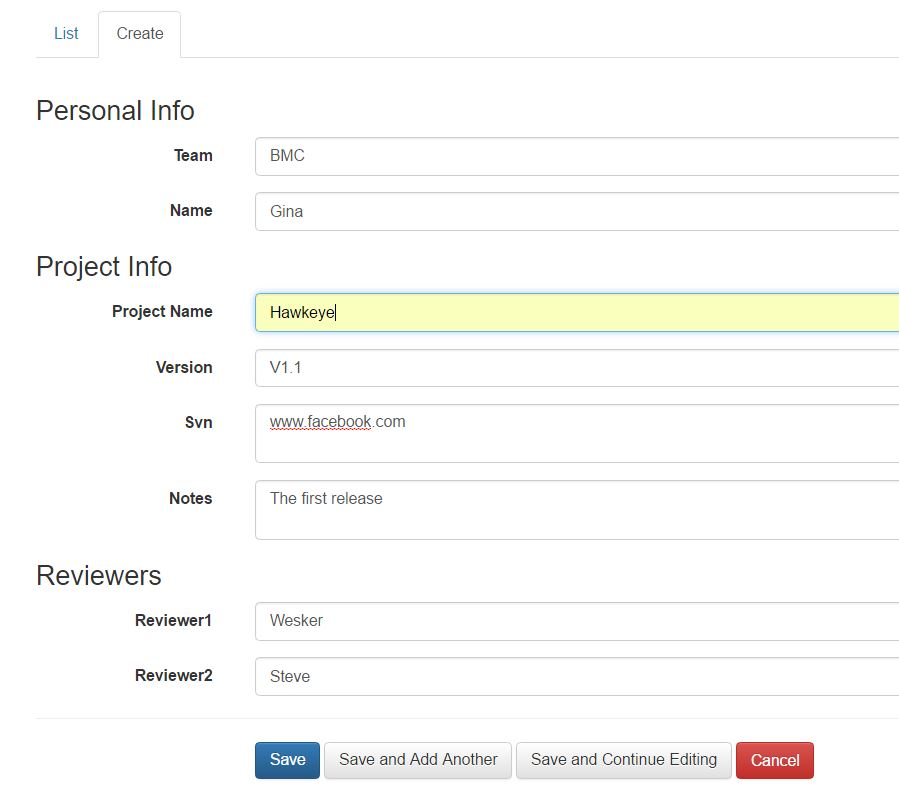 List Create
Personal Info
Team BMC
Name Gina
Project Info
Project Name Hawkeye
Version V1.1
Svn www.facebook.com
Notes The first release
Reviewers
Reviewer1 Wesker
Reviewer2 Steve
Save Save and Add Another Save and Continue Editing Cancel